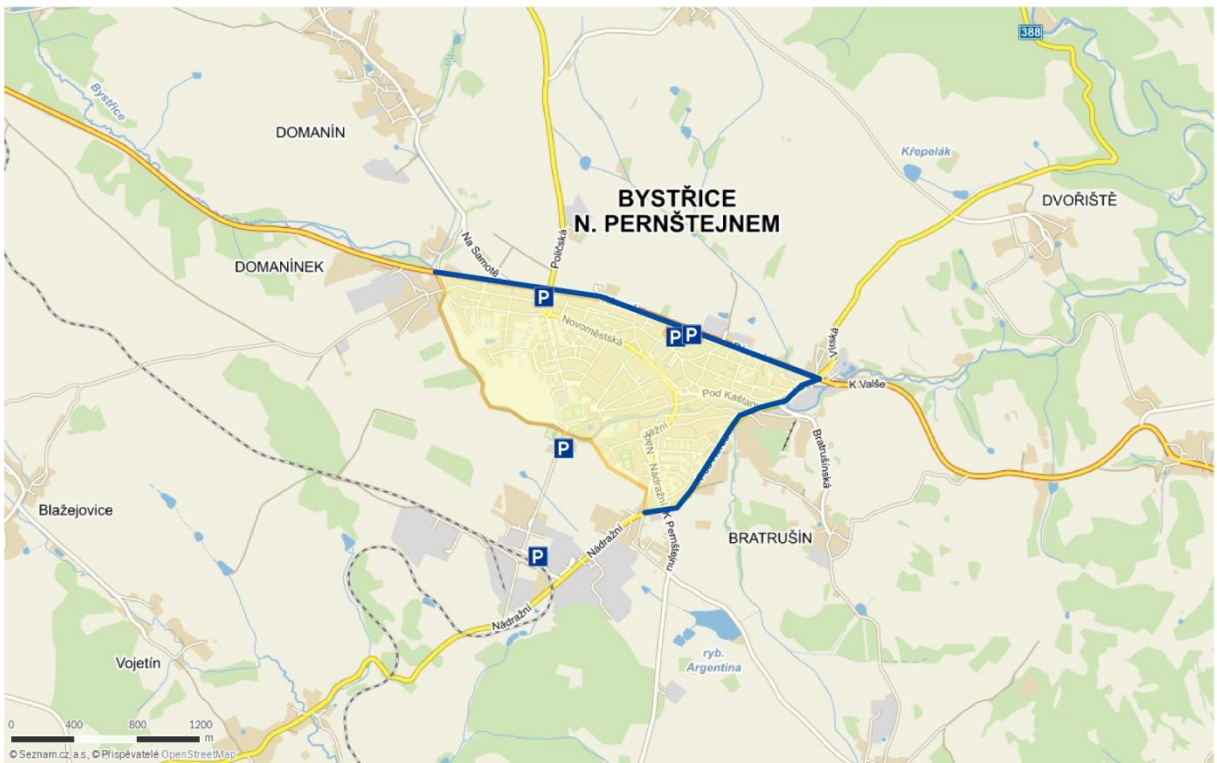 388
Bystřice
DOMANÍN
Křepelák
DVOŘIŠTĚ
BYSTŘICE
N. PERNŠTEJNEM
Poličská
Na Samotě
DOMANÍNEK
P
Novoměstská
P P
Vírská
K Valše
Pod Kaštany
Bratrušínská
Nádražní
P
Blažejovice
Nádražní
K Pernštejnu
BRATRUŠÍN
P
Nádražní
ryb.
Argentina
Vojetín
0 400 800 1200
m
© Seznam.cz, a.s., © Přispěvatelé OpenStreetMap